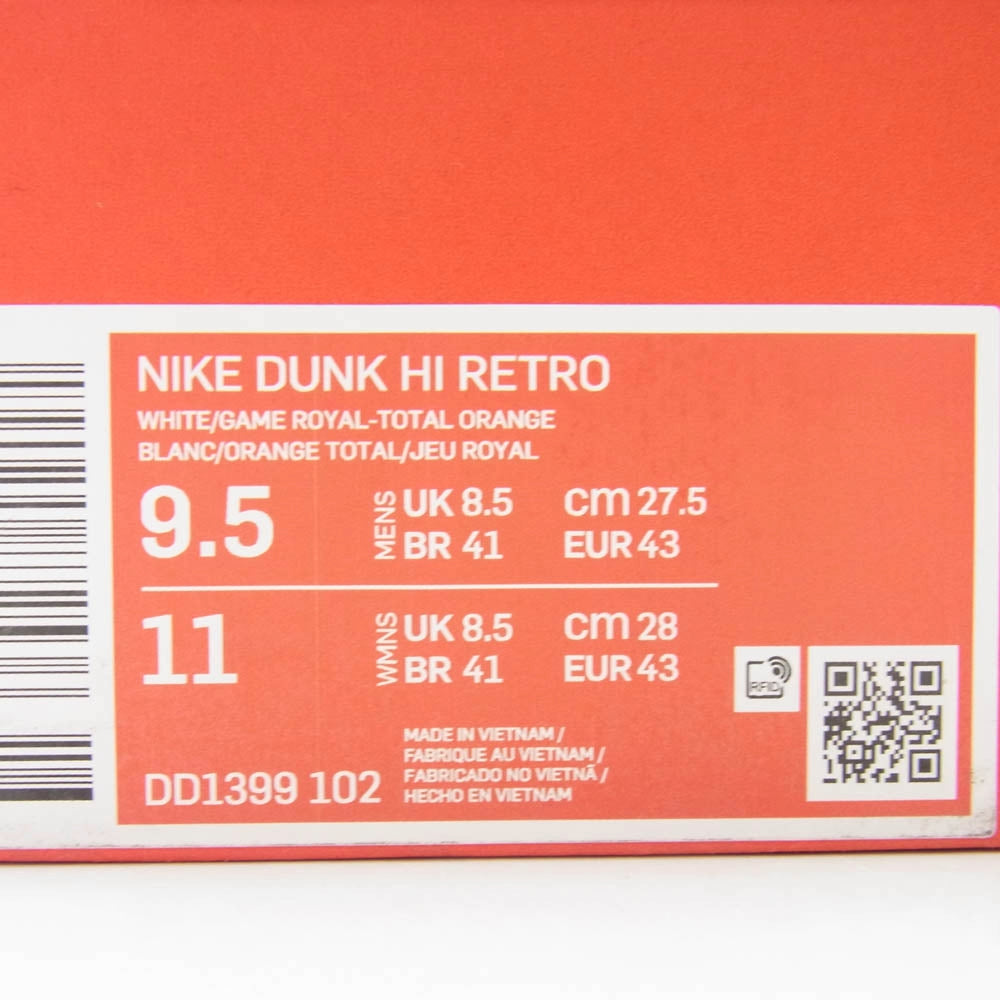 NIKE DUNK HI RETRO
WHITE/GAME ROYAL-TOTAL ORANGE
BLANC/ORANGE TOTAL/JEU ROYAL
9.5 MENS UK 8.5 cm 27.5
BR 41 EUR 43
11 WMNS UK 8.5 cm 28
BR 41 EUR 43
RFID
MADE IN VIETNAM /
FABRIQUE AU VIETNAM /
FABRICADO NO VIETNÃ /
HECHO EN VIETNAM
DD1399 102